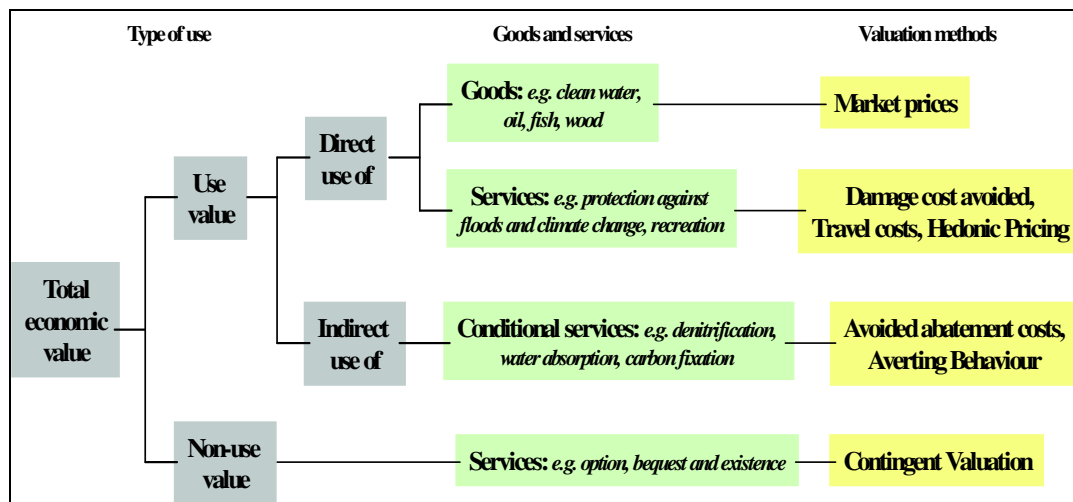 Type of use
Goods and services
Valuation methods
Goods: e.g. clean water,
oil, fish, wood
Market prices
Direct
use of
Use
value
Services: e.g. protection against
floods and climate change, recreation
Damage cost avoided,
Travel costs, Hedonic Pricing
Total
economic
value
Indirect
use of
Conditional services: e.g. denitrification,
water absorption, carbon fixation
Avoided abatement costs,
Averting Behaviour
Non-use
value
Services: e.g. option, bequest and existence
Contingent Valuation